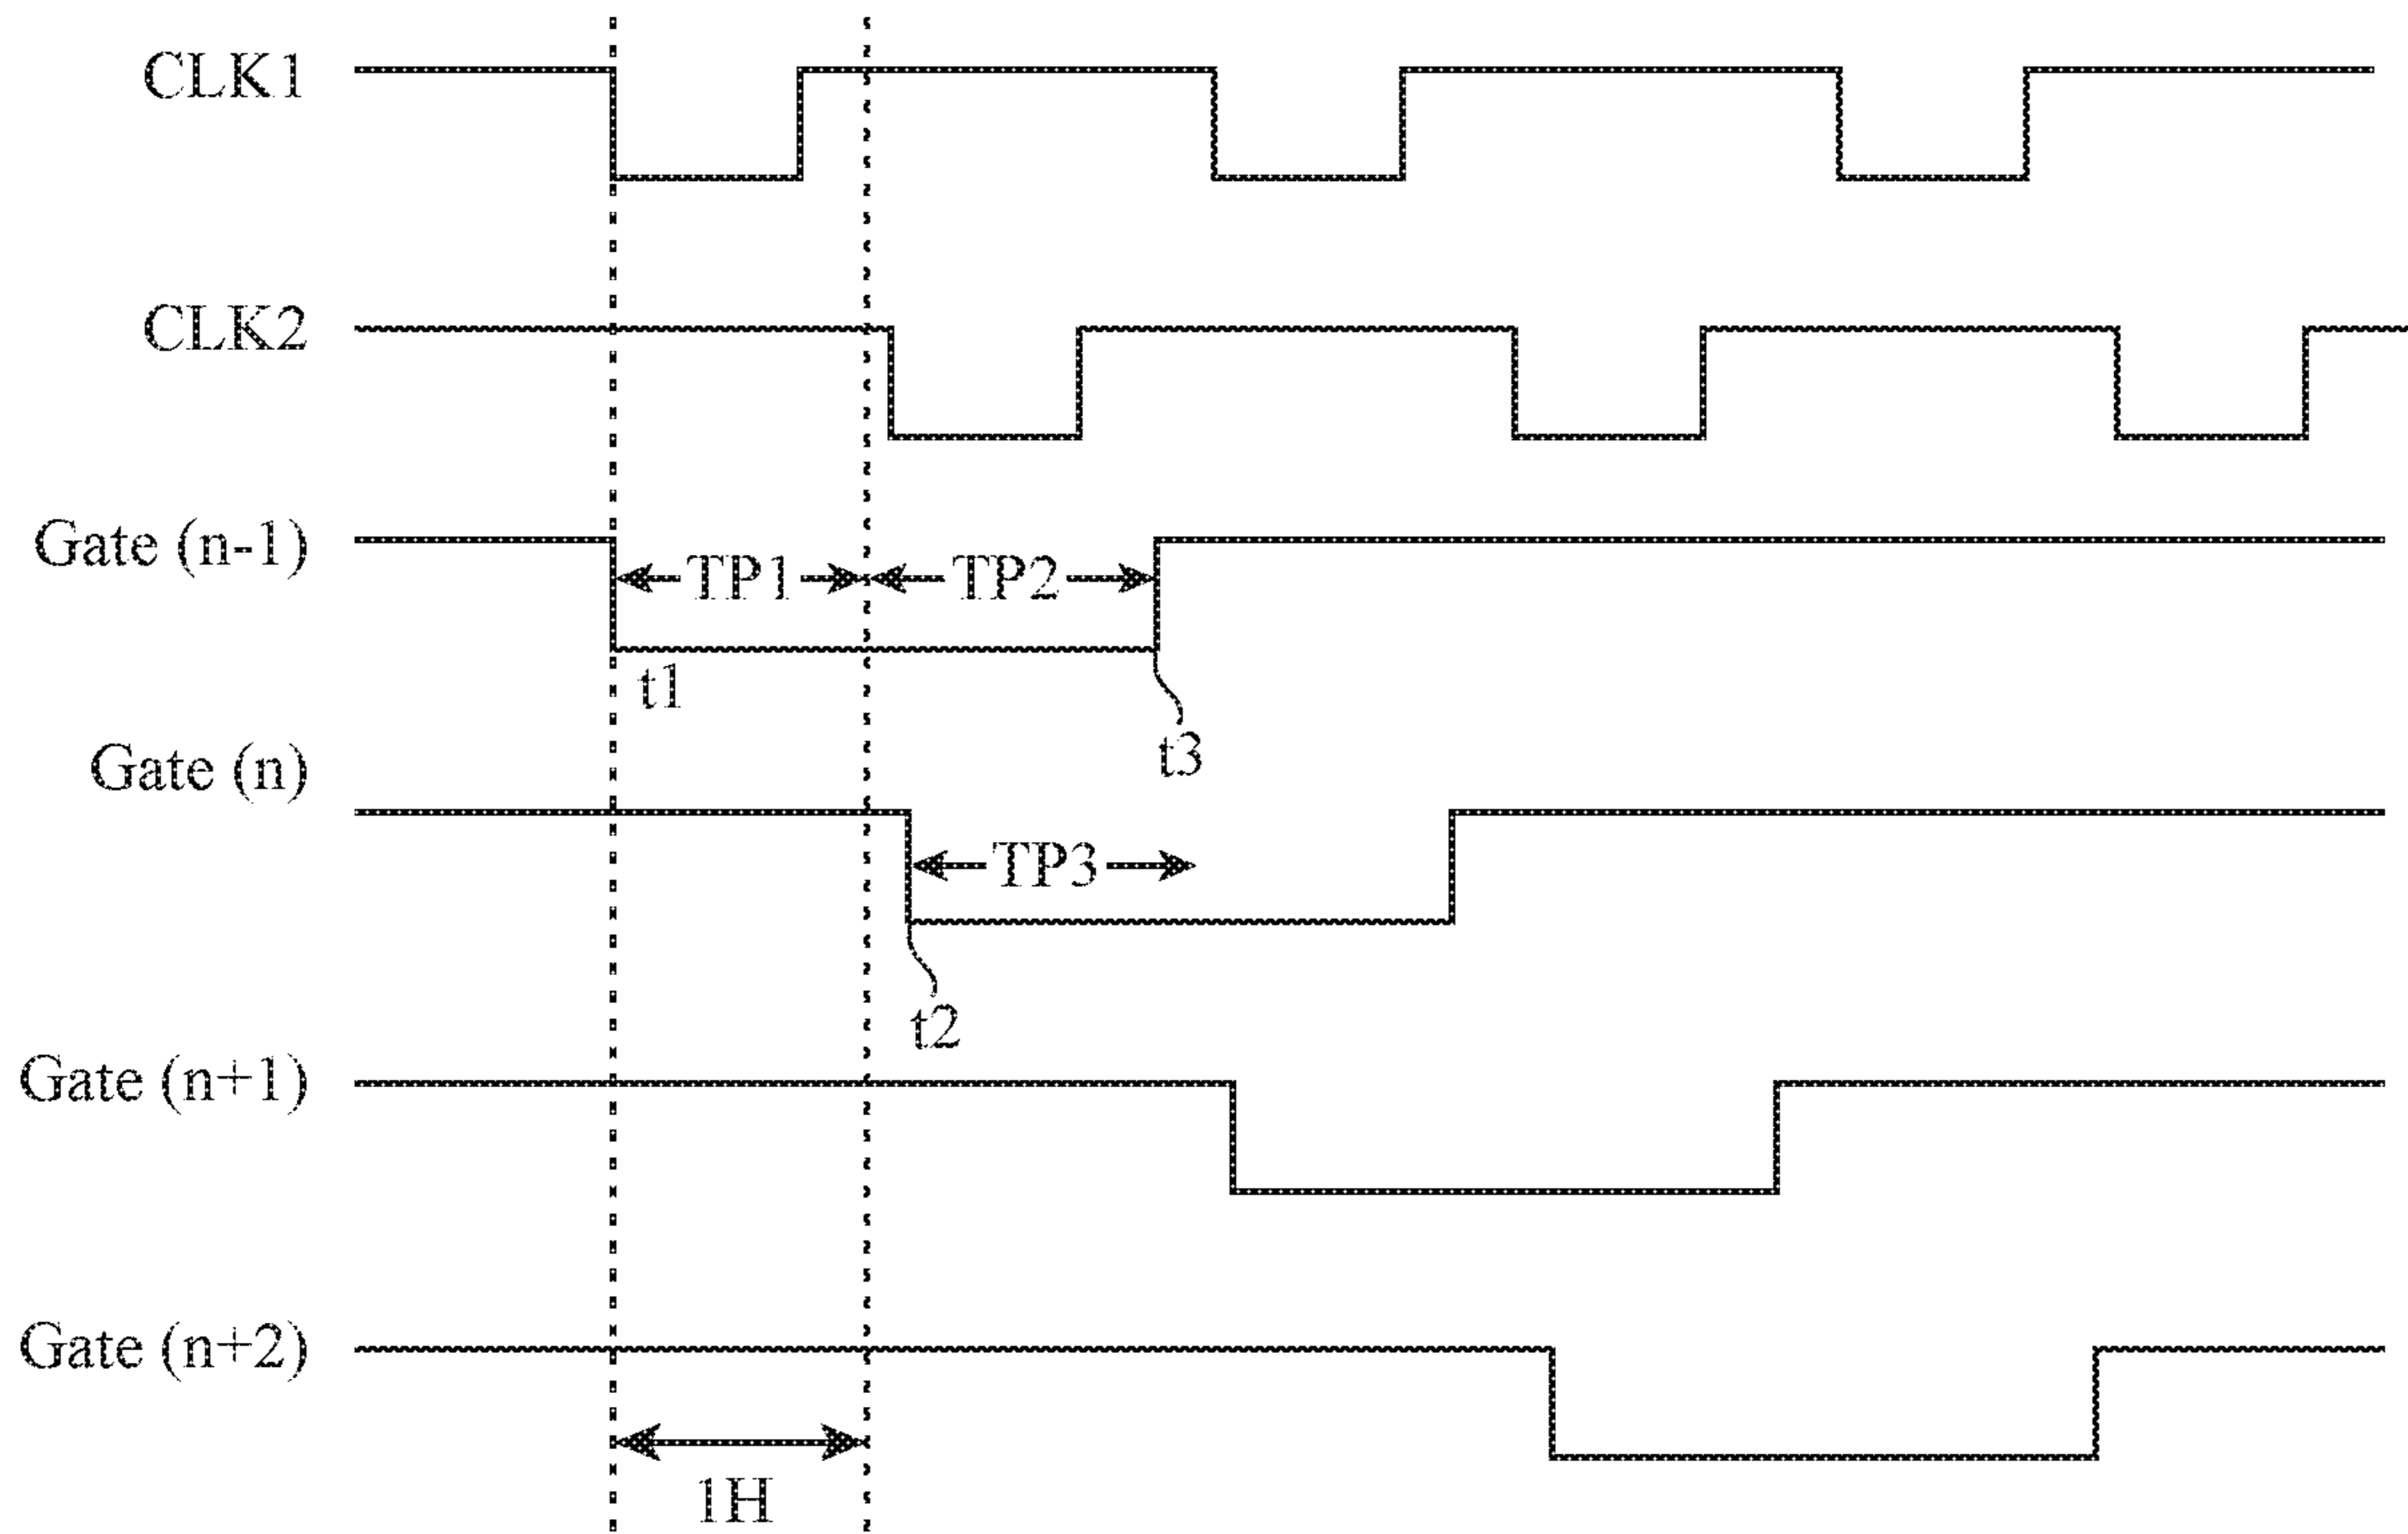 CLK1
CLK2
Gate (n-1)
TP1 TP2
t1
t3
Gate (n)
TP3
t2
Gate (n+1)
Gate (n+2)
1H